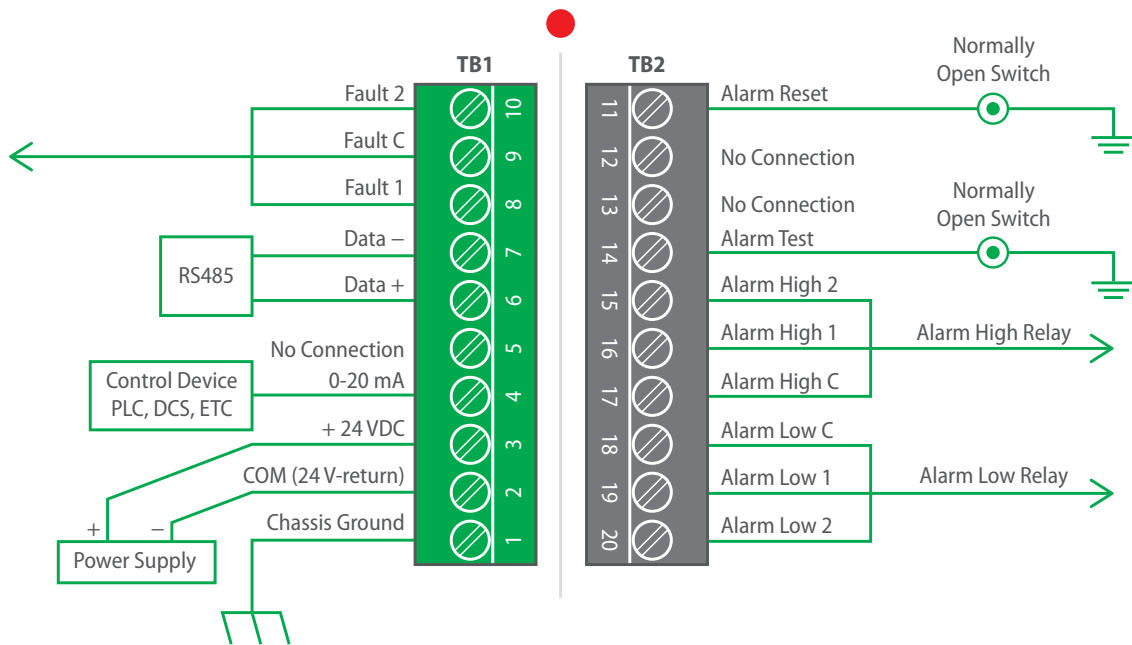 TB1
Fault 2
10
Fault C
9
Fault 1
8
Data –
7
RS485
Data +
6
No Connection
5
Control Device
PLC, DCS, ETC
0-20 mA
4
+ 24 VDC
3
COM (24 V-return)
2
Chassis Ground
1
+
–
Power Supply
TB2
Normally
Open Switch
11
Alarm Reset
12
No Connection
13
No Connection
Normally
Open Switch
14
Alarm Test
15
Alarm High 2
16
Alarm High 1
Alarm High Relay
17
Alarm High C
18
Alarm Low C
19
Alarm Low 1
Alarm Low Relay
20
Alarm Low 2